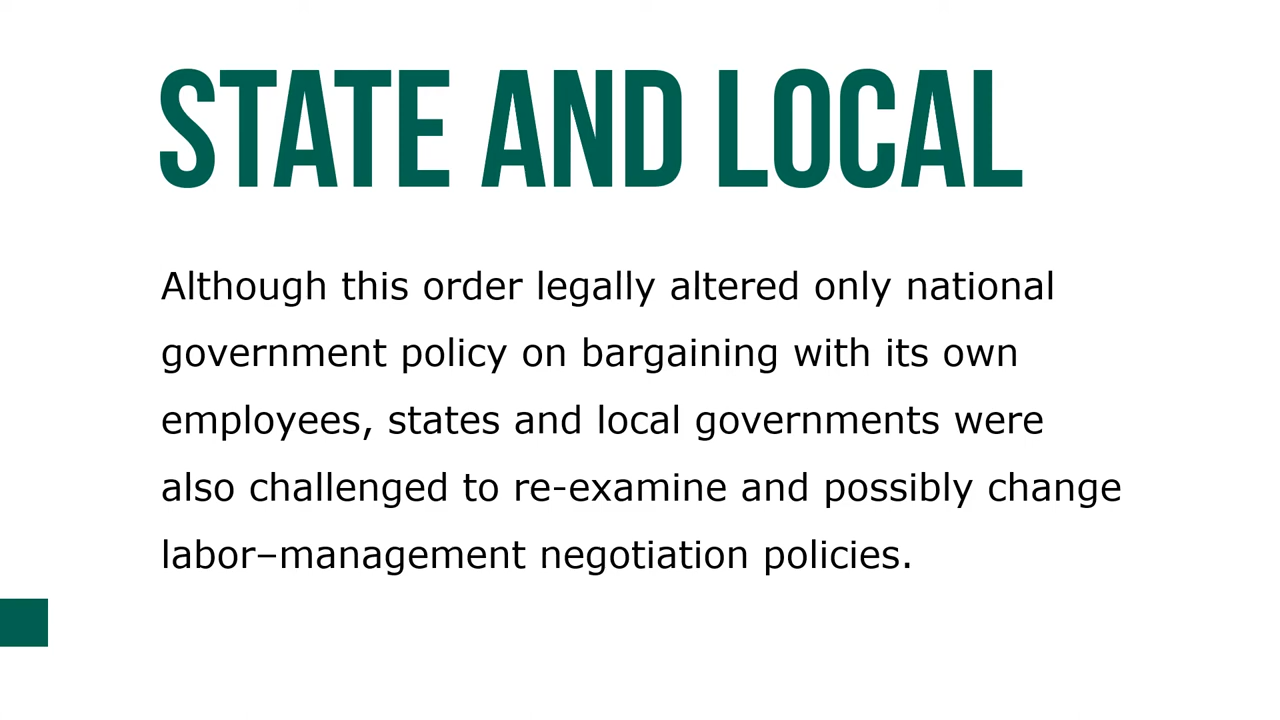 STATE AND LOCAL
Although this order legally altered only national
government policy on bargaining with its own
employees, states and local governments were
also challenged to re-examine and possibly change
labor–management negotiation policies.